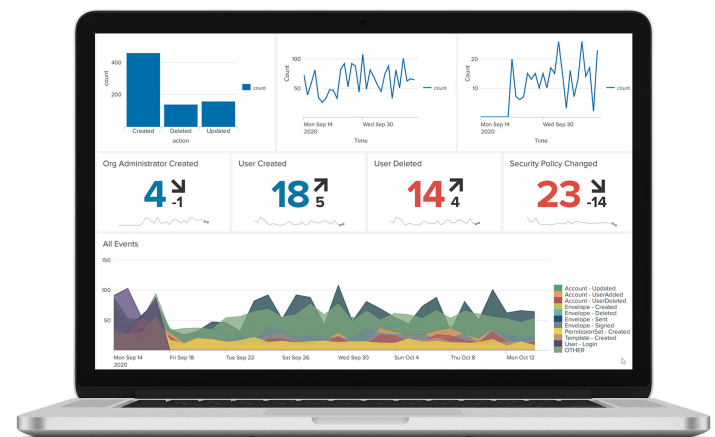 400
200
count
Created
Deleted
Updated
action
count
100
50
Count
Mon Sep 14
2020
Wed Sep 30
Time
count
20
10
Count
Mon Sep 14
2020
Wed Sep 30
Time
count
Org Administrator Created
4
-1
User Created
18
5
User Deleted
14
4
Security Policy Changed
23
-14
All Events
150
100
50
Mon Sep 14
2020
Fri Sep 18
Tue Sep 22
Sat Sep 26
Wed Sep 30
Sun Oct 4
Thu Oct 8
Mon Oct 12
Account - Updated
Account - UserAdded
Account - UserDeleted
Envelope - Created
Envelope - Deleted
Envelope - Sent
Envelope - Signed
PermissionSet - Created
Template - Created
User - Login
OTHER